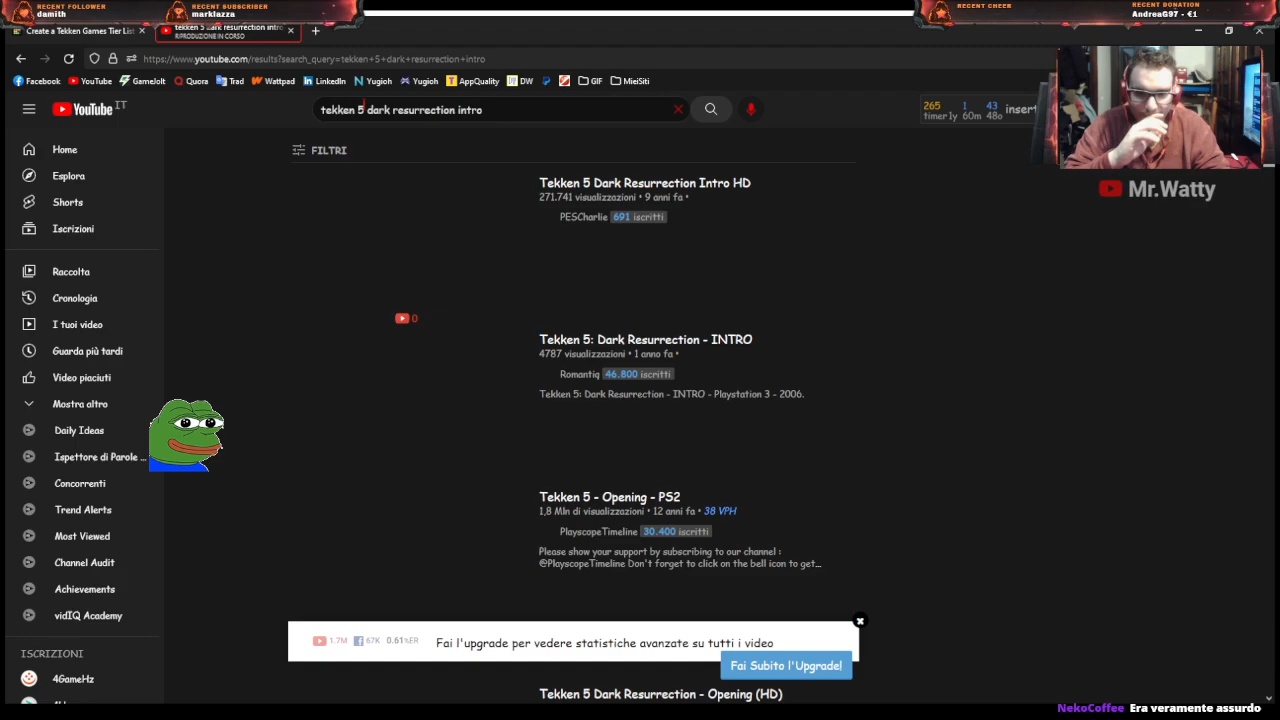 RECENT FOLLOWER
damith
RECENT SUBSCRIBER
marklazza
RECENT CHEER
RECENT DONATION
AndreaG97 - €1
Create a Tekken Games Tier List
tekken 5 dark resurrection intro
RIPRODUZIONE IN CORSO
https://www.youtube.com/results?search_query=tekken+5+dark+resurrection+intro
Facebook
YouTube
GameJolt
Quora
Trad
Wattpad
LinkedIn
Yugioh
Yugioh
AppQuality
DW
GIF
MieiSiti
YouTube IT
tekken 5 dark resurrection intro
265 1 43 insert
timer 1y 60m 48o
Mr.Watty
Home
Esplora
Shorts
Iscrizioni
Raccolta
Cronologia
I tuoi video
Guarda più tardi
Video piaciuti
Mostra altro
Daily Ideas
Ispettore di Parole ...
Concorrenti
Trend Alerts
Most Viewed
Channel Audit
Achievements
vidIQ Academy
ISCRIZIONI
4GameHz
FILTRI
Tekken 5 Dark Resurrection Intro HD
271.741 visualizzazioni • 9 anni fa •
PESCharlie 691 iscritti
0
Tekken 5: Dark Resurrection - INTRO
4787 visualizzazioni • 1 anno fa •
Romantiq 46.800 iscritti
Tekken 5: Dark Resurrection - INTRO - Playstation 3 - 2006.
Tekken 5 - Opening - PS2
1,8 Mln di visualizzazioni • 12 anni fa • 38 VPH
PlayscopeTimeline 30.400 iscritti
Please show your support by subscribing to our channel :
@PlayscopeTimeline Don't forget to click on the bell icon to get...
1.7M 67K 0.61%ER
Fai l'upgrade per vedere statistiche avanzate su tutti i video
Fai Subito l'Upgrade!
Tekken 5 Dark Resurrection - Opening (HD)
NekoCoffee Era veramente assurdo